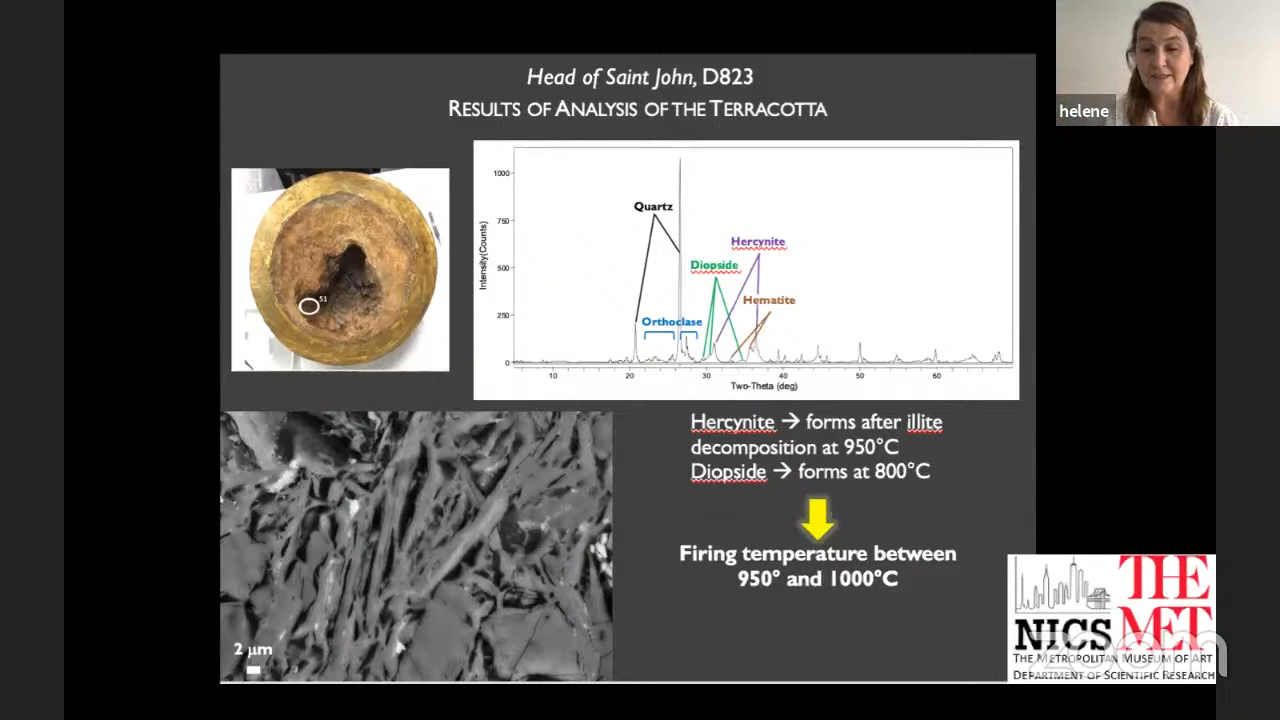 Head of Saint John, D823
RESULTS OF ANALYSIS OF THE TERRACOTTA
helene
S1
Intensity(Counts)
1000
750
500
250
0
Quartz
Hercynite
Diopside
Hematite
Orthoclase
10
20
30
40
50
60
Two-Theta (deg)
Hercynite → forms after illite
decomposition at 950°C
Diopside → forms at 800°C
Firing temperature between
950° and 1000°C
2 μm
NICS
THE
MET
zoom
THE METROPOLITAN MUSEUM OF ART
DEPARTMENT OF SCIENTIFIC RESEARCH